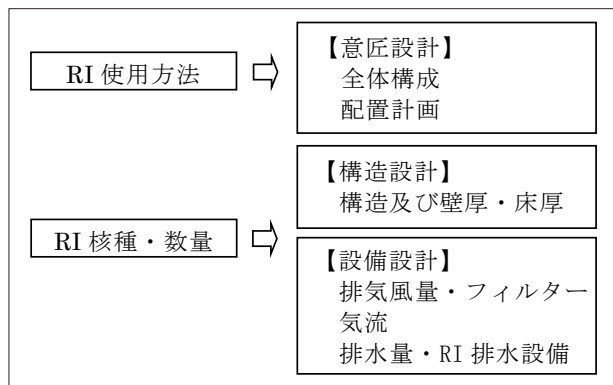 RI 使用方法
【意匠設計】
全体構成
配置計画
RI 核種・数量
【構造設計】
構造及び壁厚・床厚
【設備設計】
排気風量・フィルター
気流
排水量・RI 排水設備